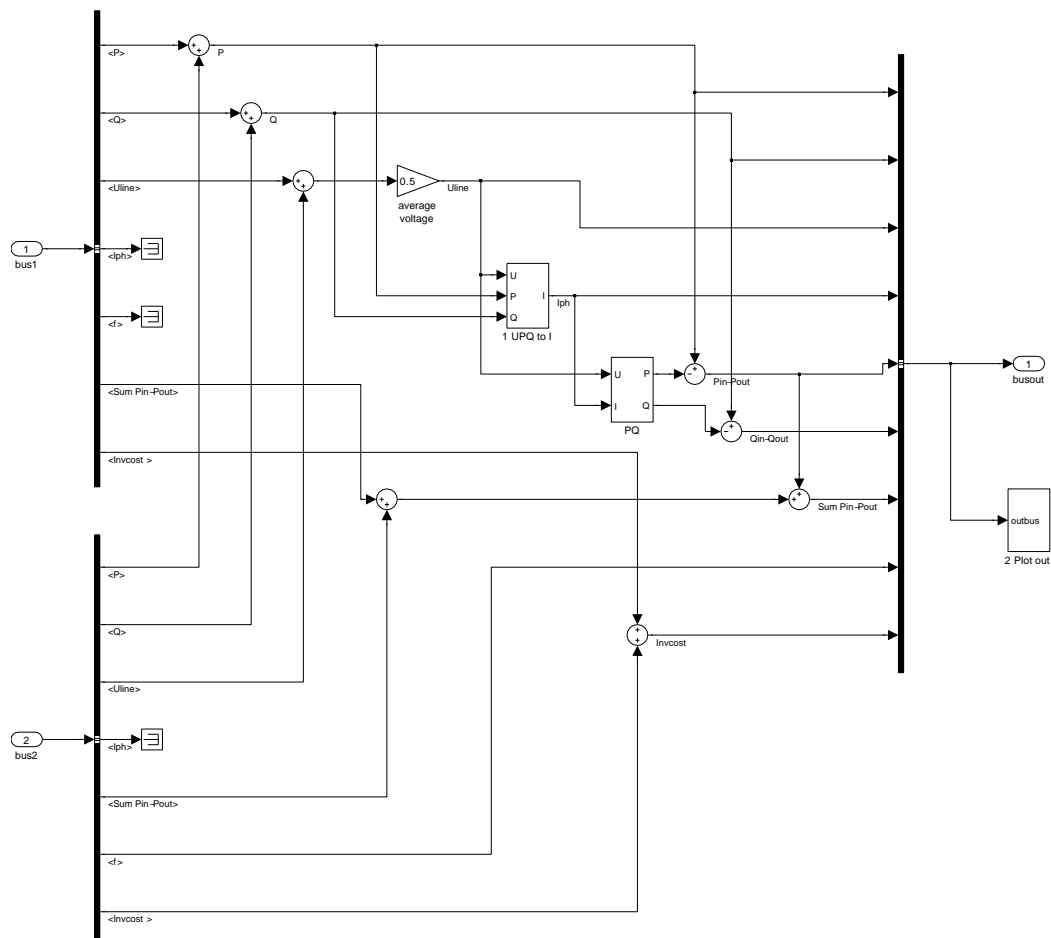 <P>
+
+
P
<Q>
+
+
Q
<Uline>
+
+
0.5
Uline
average
voltage
1
bus1
<Iph>
U
P
Q
I
Iph
1 UPQ to I
<f>
U
I
P
Q
PQ
+
−
Pin−Pout
1
busout
<Sum Pin−Pout>
+
−
Qin−Qout
<Invcost >
+
+
+
+
Sum Pin−Pout
outbus
2 Plot out
<P>
<Q>
+
+
Invcost
<Uline>
2
bus2
<Iph>
<Sum Pin−Pout>
<f>
<Invcost >